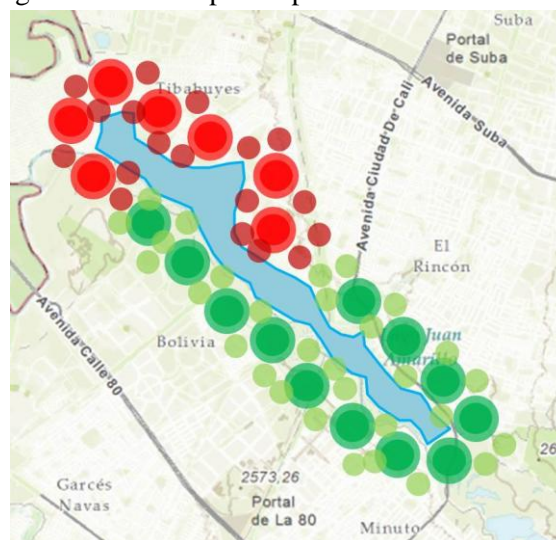 Suba
Portal
de Suba
Tibabuyes
Avenida Suba
Avenida Ciudad De Cali
El
Rincón
Avenida Calle 80
Bolivia
Juan
Amarillo
2573,26
Garcés
Navas
Portal
de La 80
Minuto